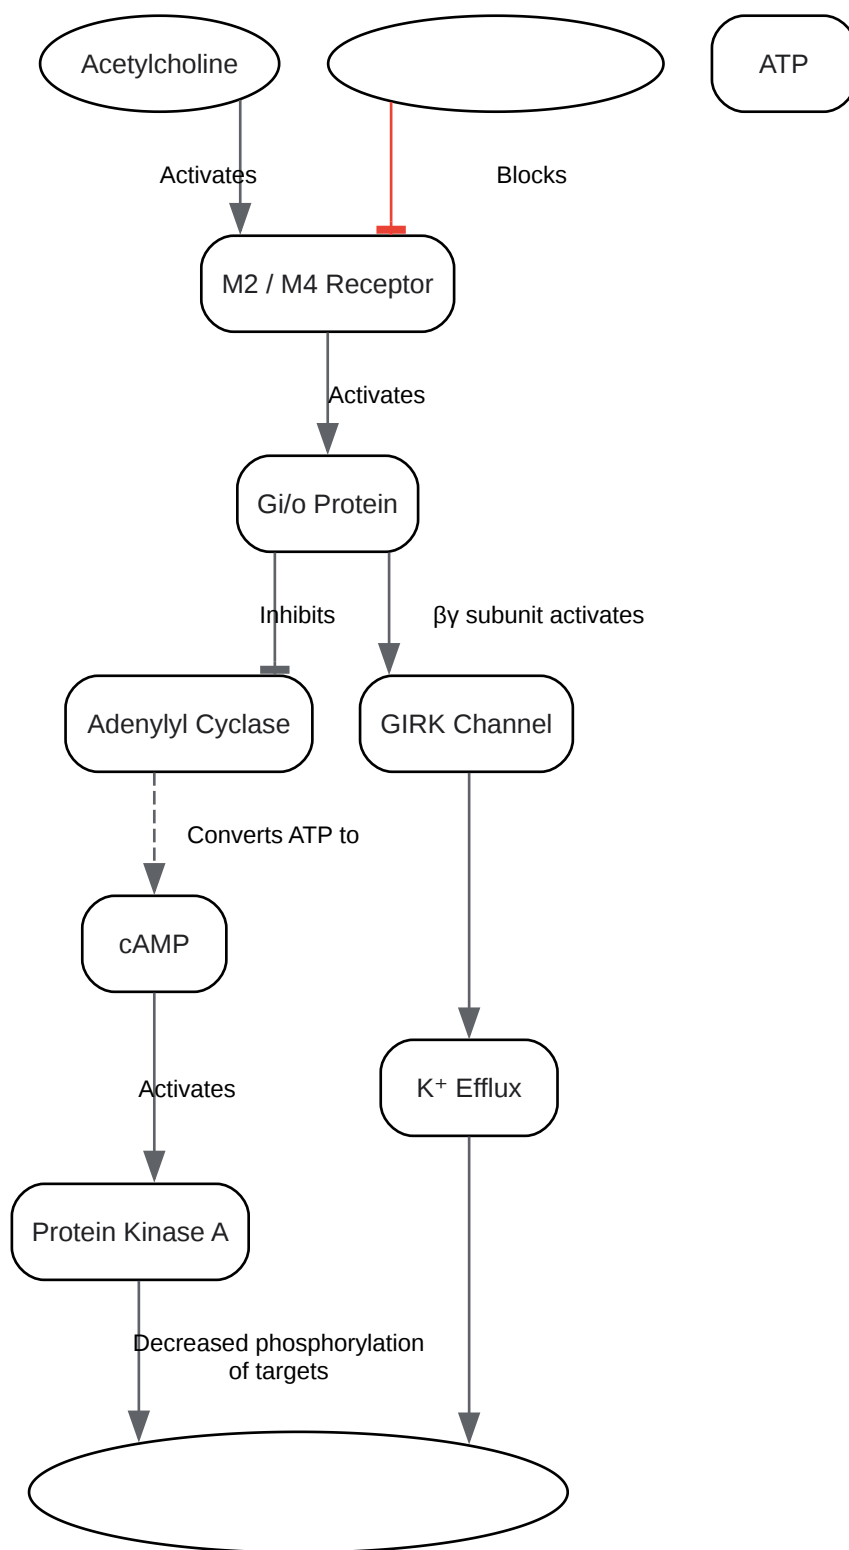 Acetylcholine
ATP
Activates
Blocks
M2 / M4 Receptor
Activates
Gi/o Protein
Inhibits
βγ subunit activates
Adenylyl Cyclase
GIRK Channel
Converts ATP to
cAMP
K⁺ Efflux
Activates
Protein Kinase A
Decreased phosphorylation
of targets